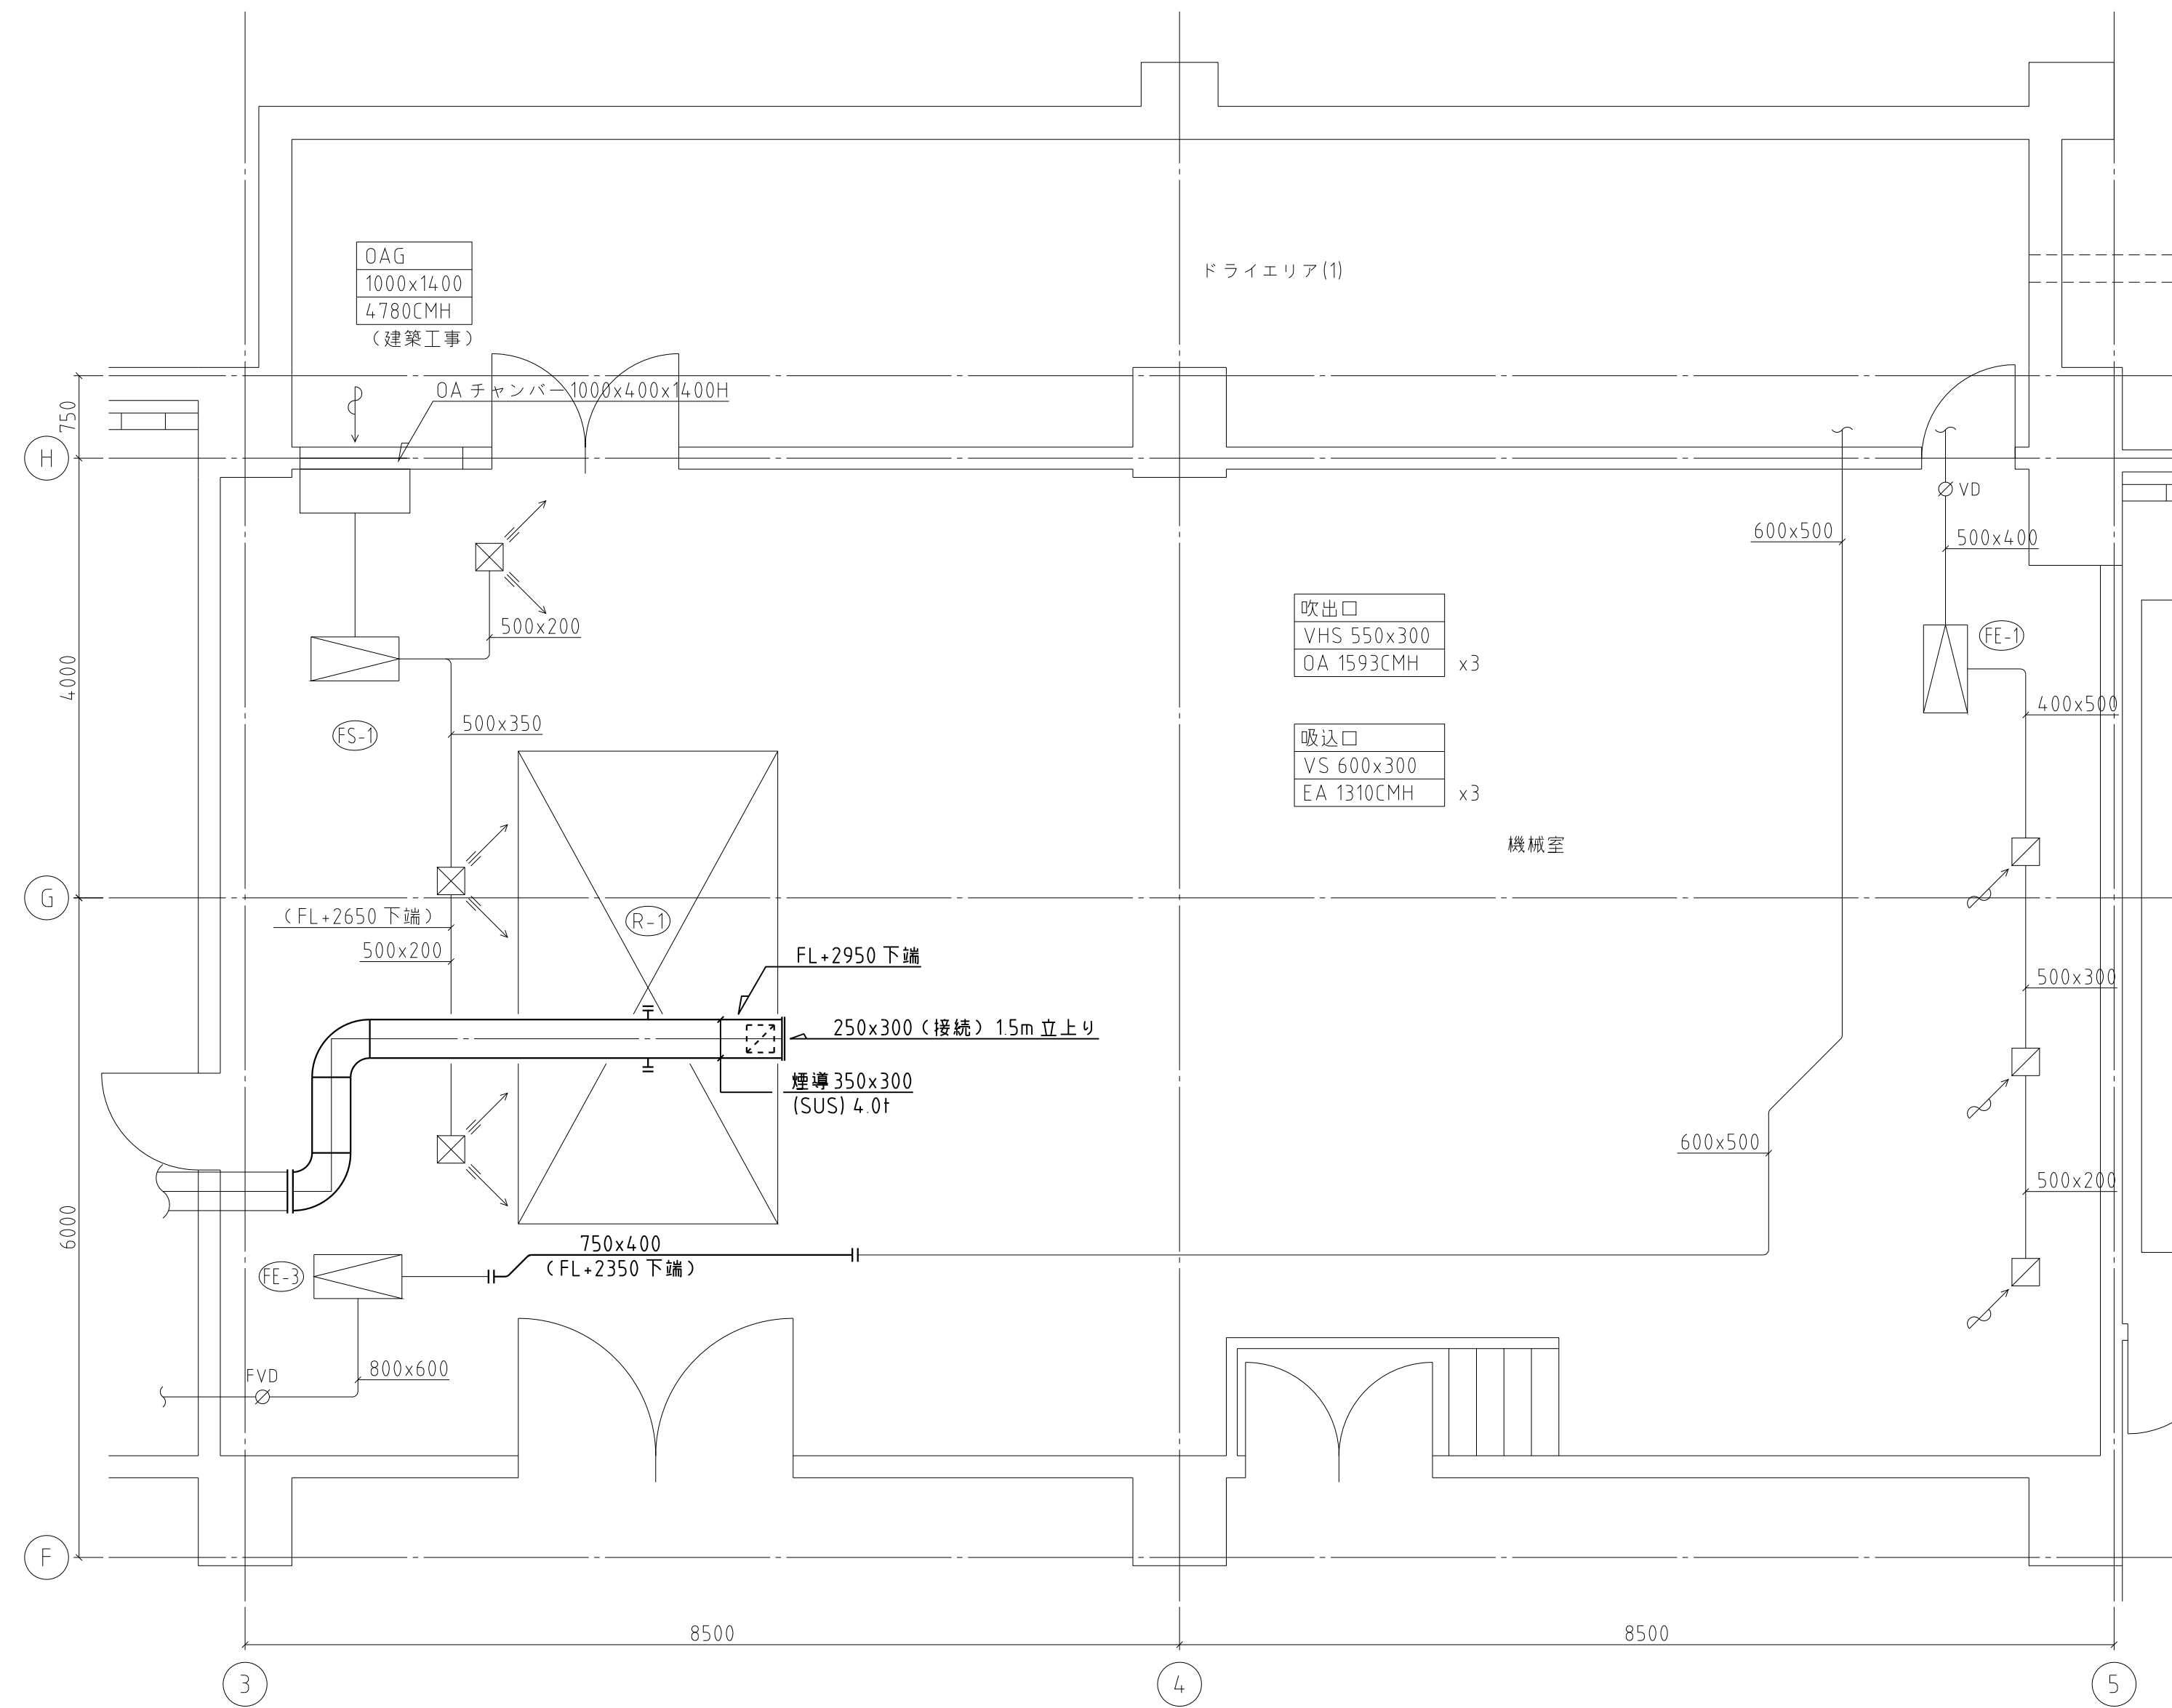 OAG
1000x1400
4780CMH
(建築工事)
ドライエリア(1)
OA チャンバー 1000x400x1400H
750
H
VD
600x500
500x400
500x200
吹出口
VHS 550x300
OA 1593CMH x3
FE-1
4000
500x350
400x500
FS-1
吸込口
VS 600x300
EA 1310CMH x3
機械室
G
(FL+2650 下端)
R-1
500x200
FL+2950 下端
500x300
250x300 (接続) 1.5m 立上り
煙導 350x300
(SUS) 4.0t
600x500
500x200
6000
750x400
(FL+2350 下端)
FE-3
FVD
800x600
F
8500
8500
3
4
5